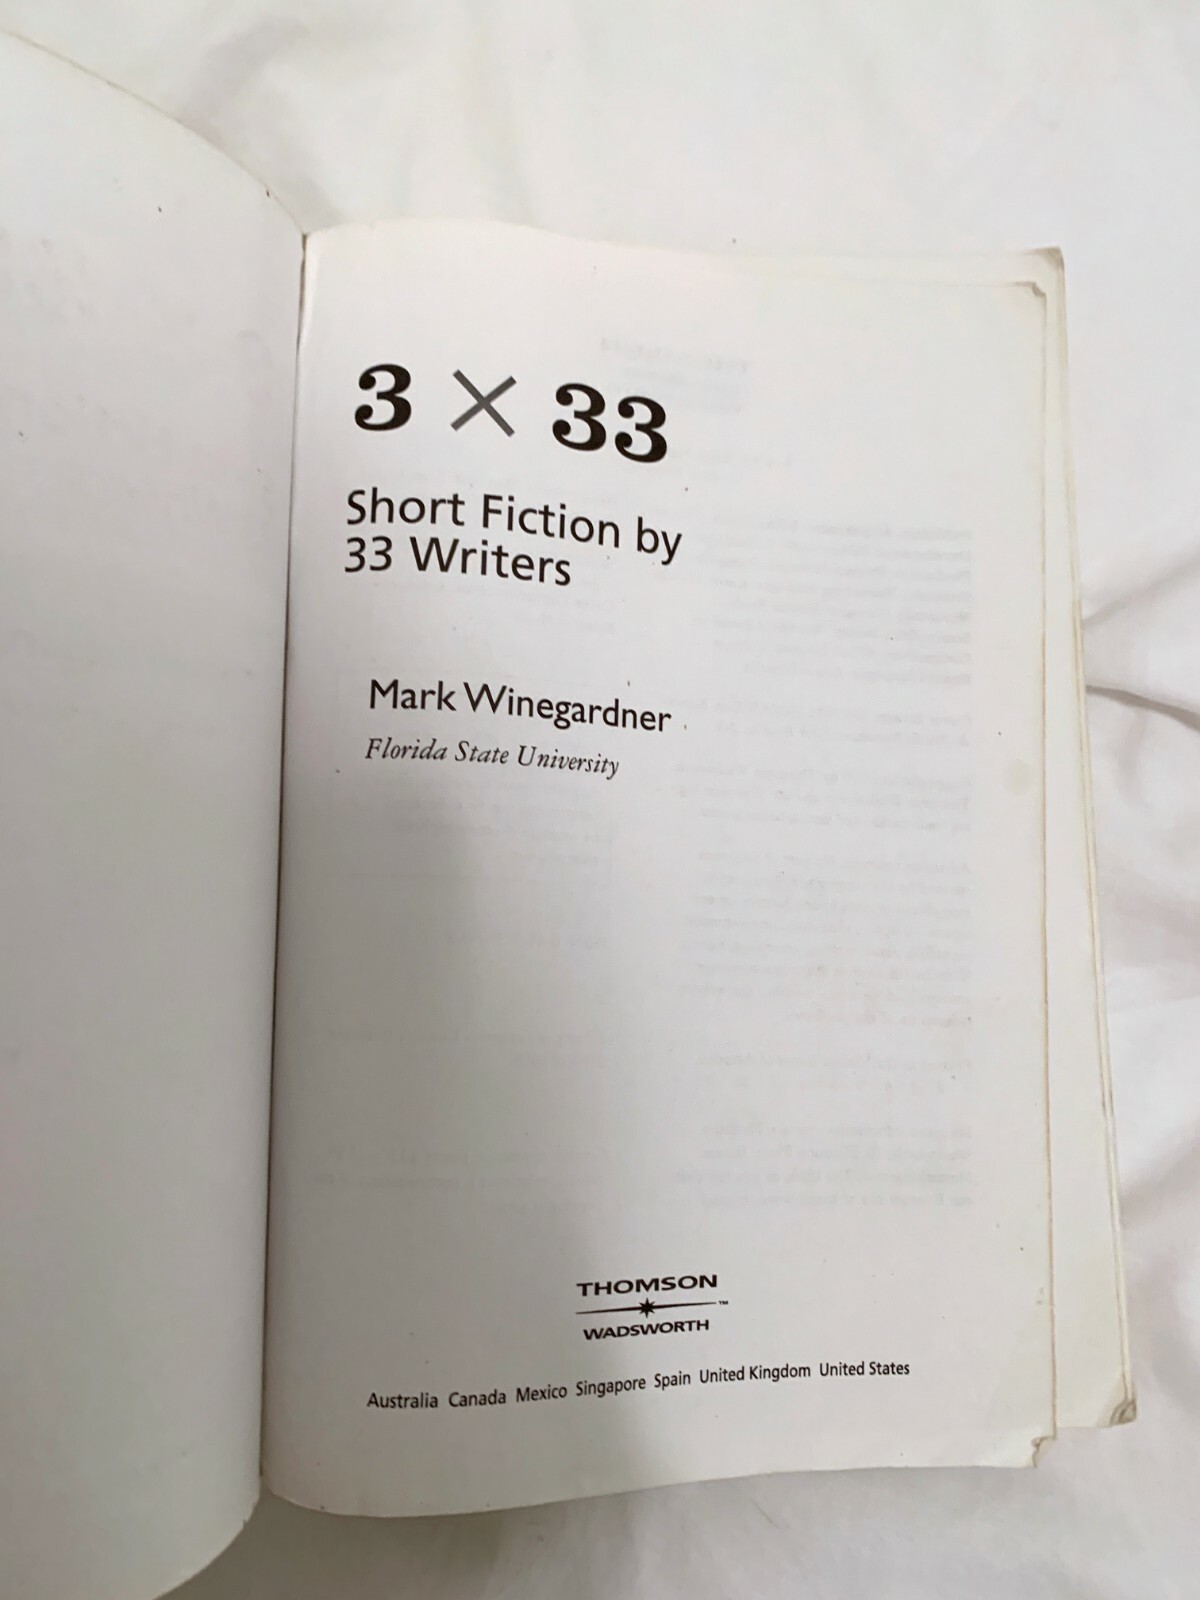 3 × 33
Short Fiction by
33 Writers
Mark Winegardner
Florida State University
THOMSON
™
WADSWORTH
Australia Canada Mexico Singapore Spain United Kingdom United States